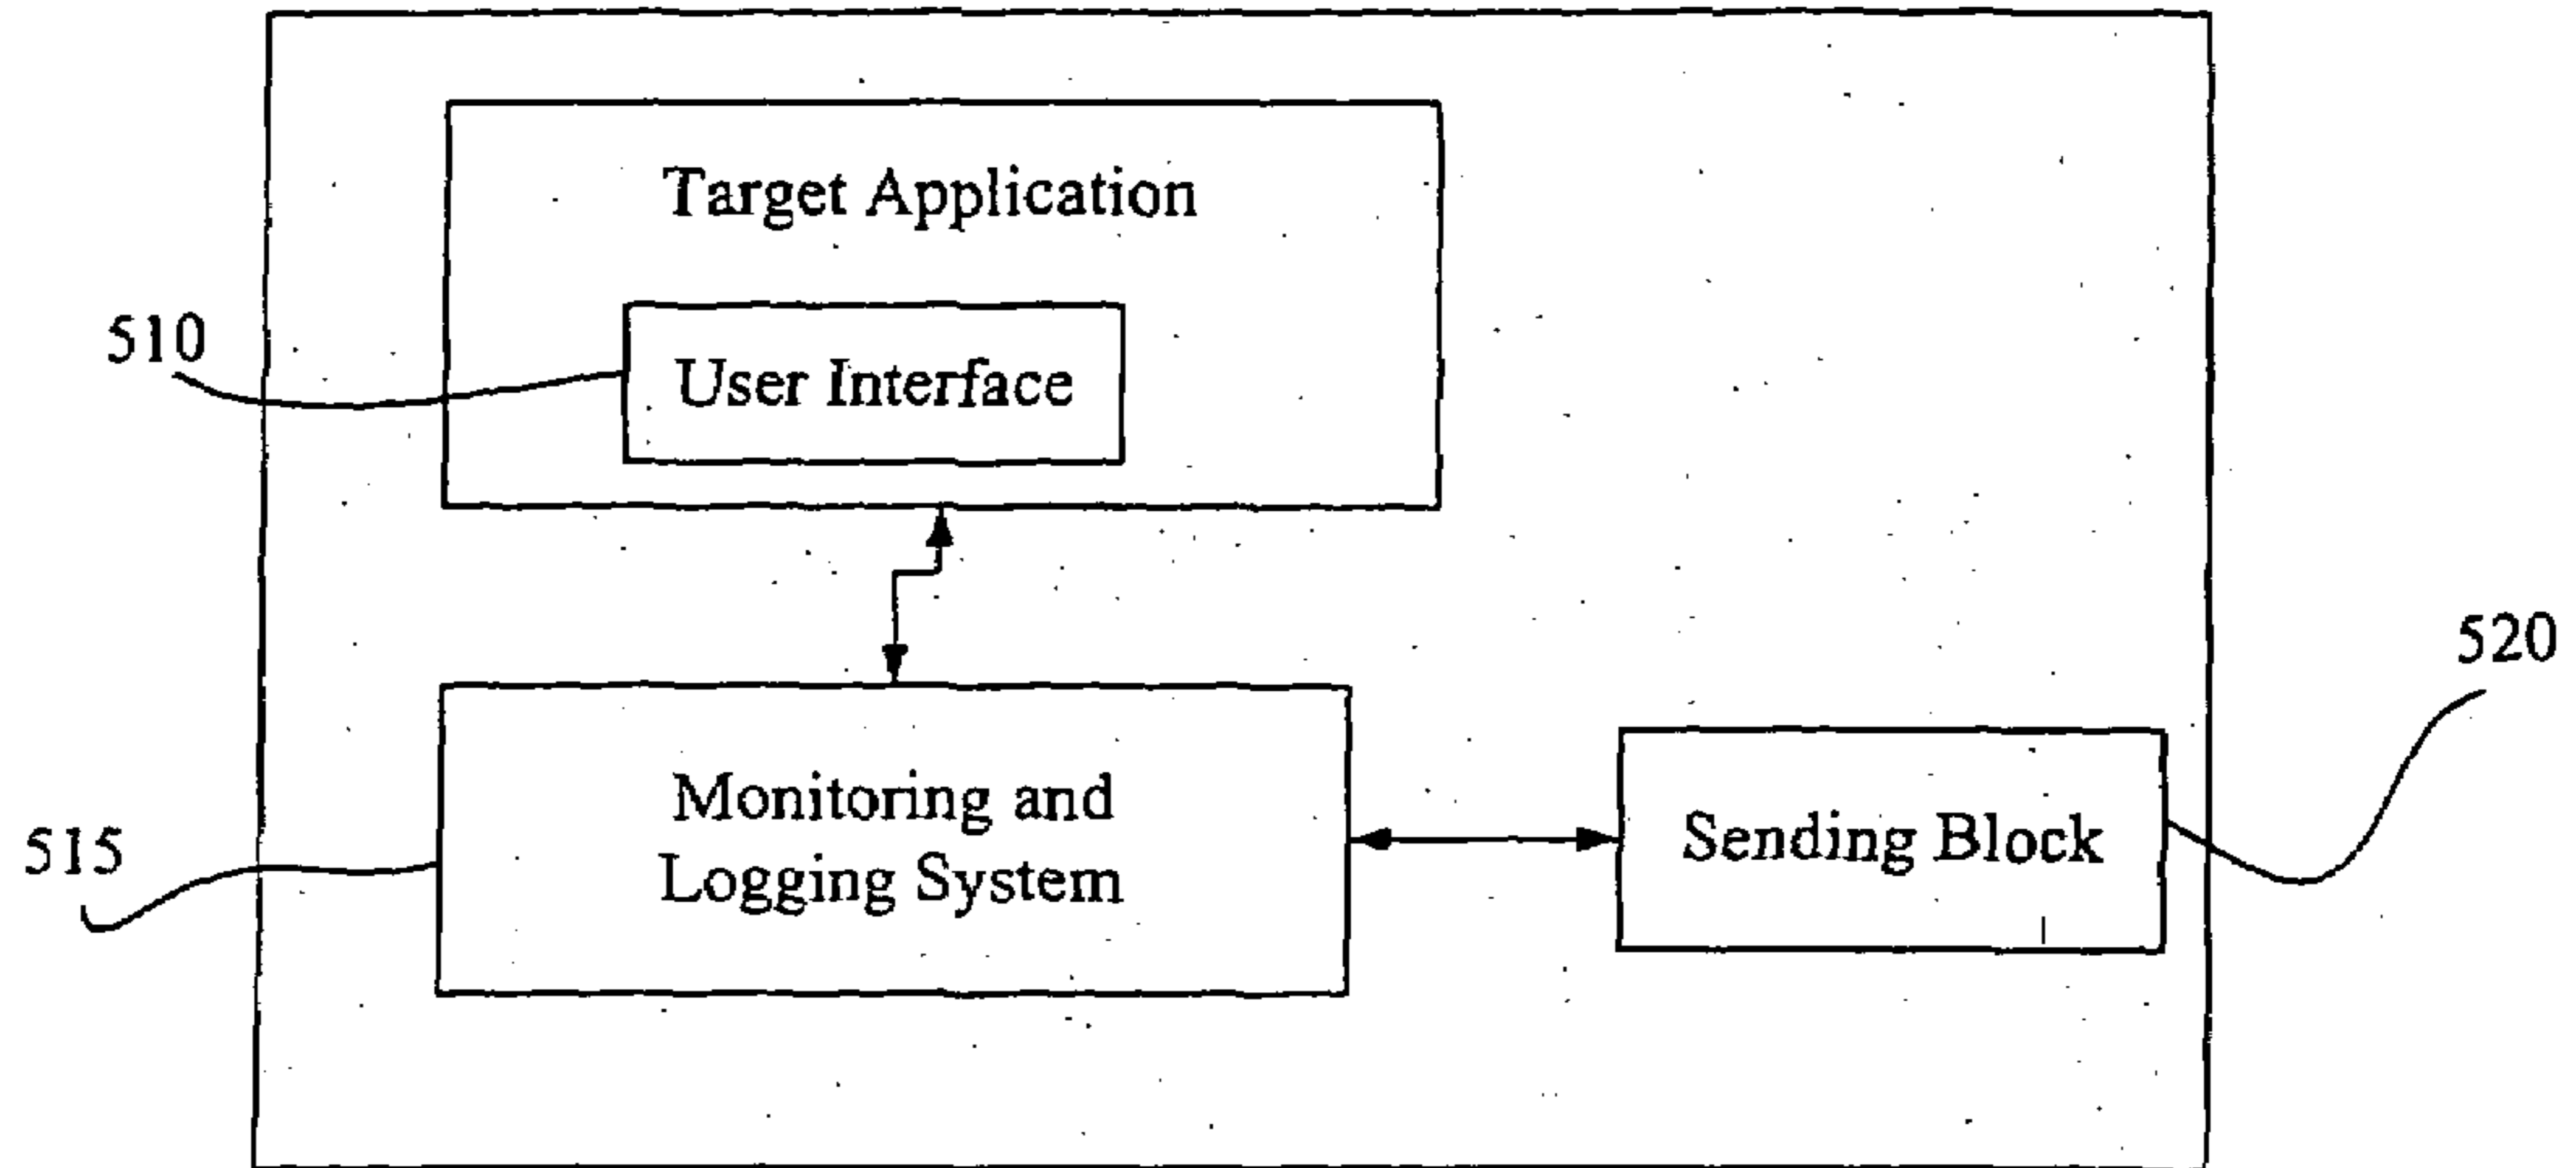 Target Application
510
User Interface
520
Monitoring and
Logging System
515
Sending Block